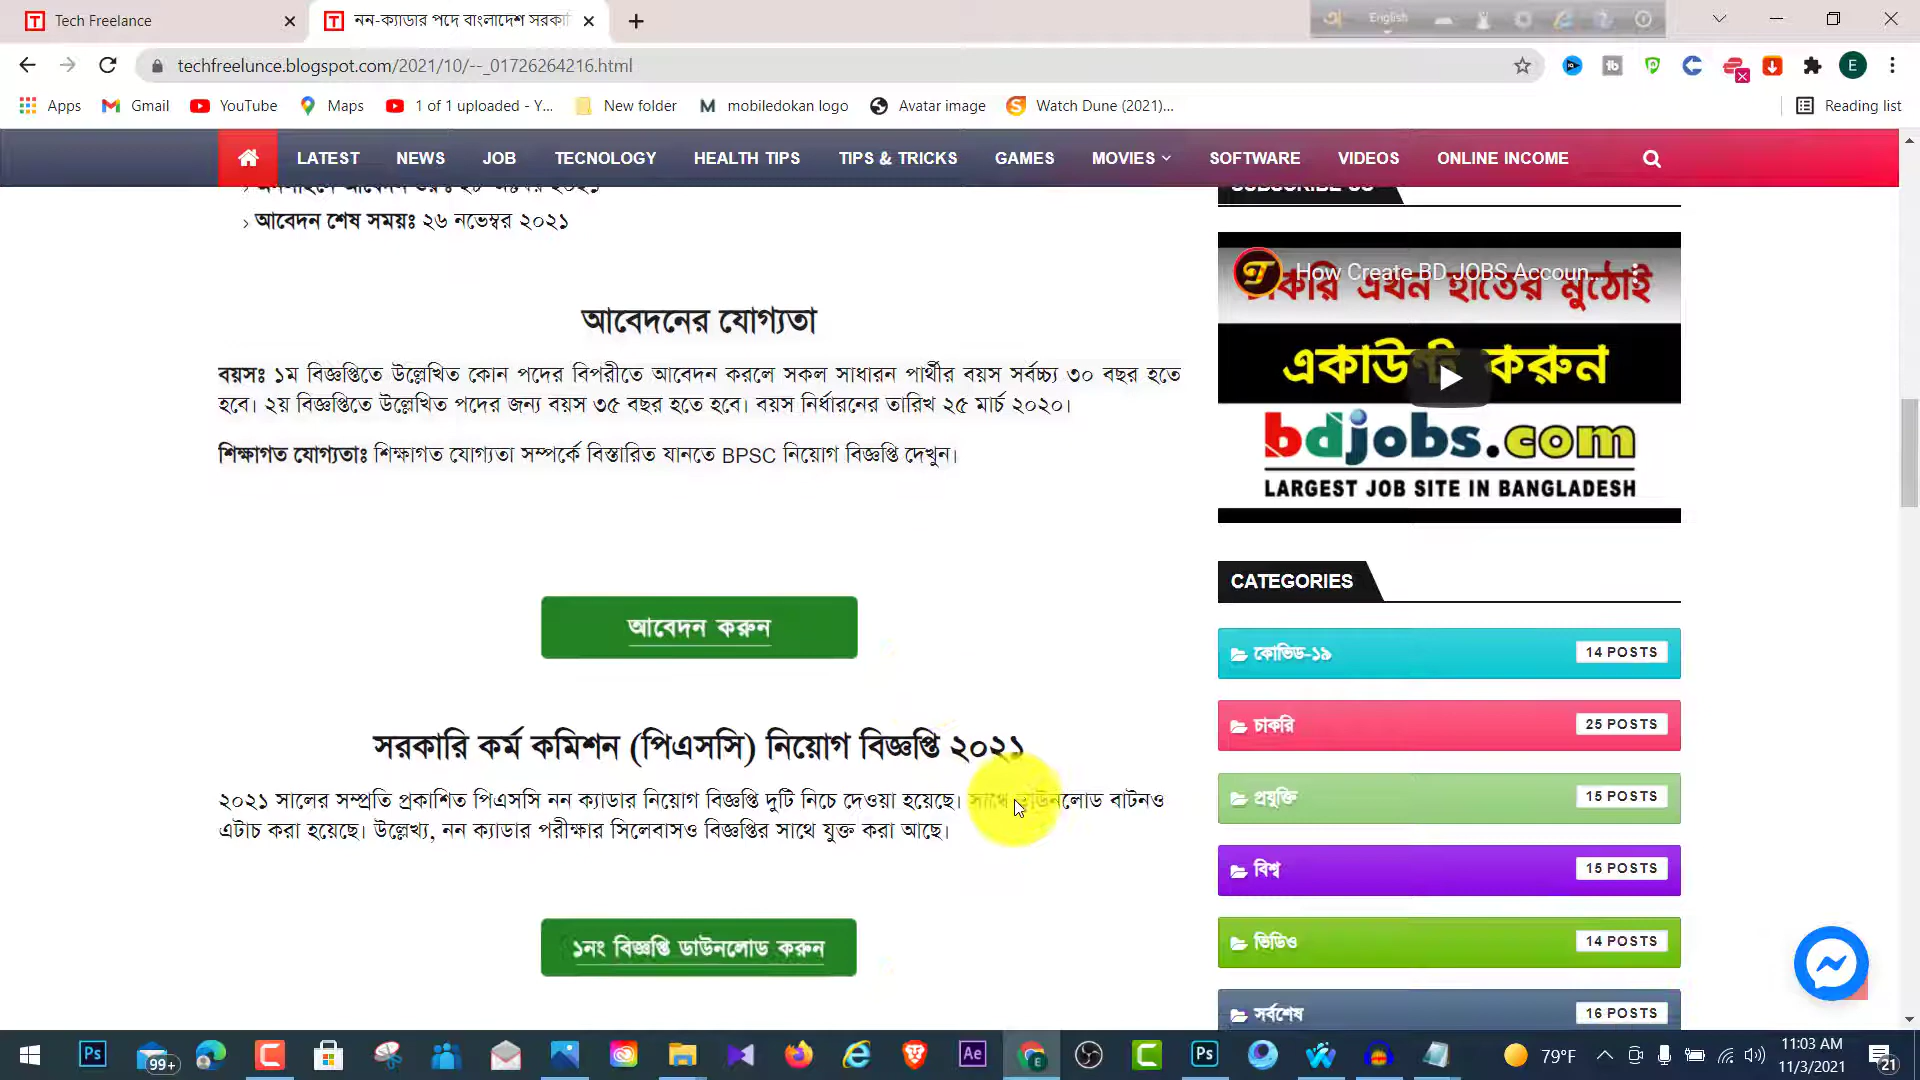 Tech Freelance
নন-ক্যাডার পদে বাংলাদেশ সরকারি
English
techfreelunce.blogspot.com/2021/10/--_01726264216.html
Apps
Gmail
YouTube
Maps
1 of 1 uploaded - Y...
New folder
mobiledokan logo
Avatar image
Watch Dune (2021)...
Reading list
LATEST
NEWS
JOB
TECNOLOGY
HEALTH TIPS
TIPS & TRICKS
GAMES
MOVIES
SOFTWARE
VIDEOS
ONLINE INCOME
আবেদন শেষ সময়ঃ ২৬ নভেম্বর ২০২১
আবেদনের যোগ্যতা
বয়সঃ ১ম বিজ্ঞপ্তিতে উল্লেখিত কোন পদের বিপরীতে আবেদন করলে সকল সাধারন পার্থীর বয়স সর্বচ্চ্য ৩০ বছর হতে
হবে। ২য় বিজ্ঞপ্তিতে উল্লেখিত পদের জন্য বয়স ৩৫ বছর হতে হবে। বয়স নির্ধারনের তারিখ ২৫ মার্চ ২০২০।
শিক্ষাগত যোগ্যতাঃ শিক্ষাগত যোগ্যতা সম্পর্কে বিস্তারিত যানতে BPSC নিয়োগ বিজ্ঞপ্তি দেখুন।
আবেদন করুন
সরকারি কর্ম কমিশন (পিএসসি) নিয়োগ বিজ্ঞপ্তি ২০২১
২০২১ সালের সম্প্রতি প্রকাশিত পিএসসি নন ক্যাডার নিয়োগ বিজ্ঞপ্তি দুটি নিচে দেওয়া হয়েছে। সাথে ডাউনলোড বাটনও
এটাচ করা হয়েছে। উল্লেখ্য, নন ক্যাডার পরীক্ষার সিলেবাসও বিজ্ঞপ্তির সাথে যুক্ত করা আছে।
১নং বিজ্ঞপ্তি ডাউনলোড করুন
SUBSCRIBE US
How Create BD JOBS Accoun...
চাকরি এখন হাতের মুঠোই
একাউন্ট করুন
bdjobs.com
LARGEST JOB SITE IN BANGLADESH
CATEGORIES
কোভিড-১৯ 14 POSTS
চাকরি 25 POSTS
প্রযুক্তি 15 POSTS
বিশ্ব 15 POSTS
ভিডিও 14 POSTS
সর্বশেষ 16 POSTS
99+
79°F
11:03 AM
11/3/2021
21